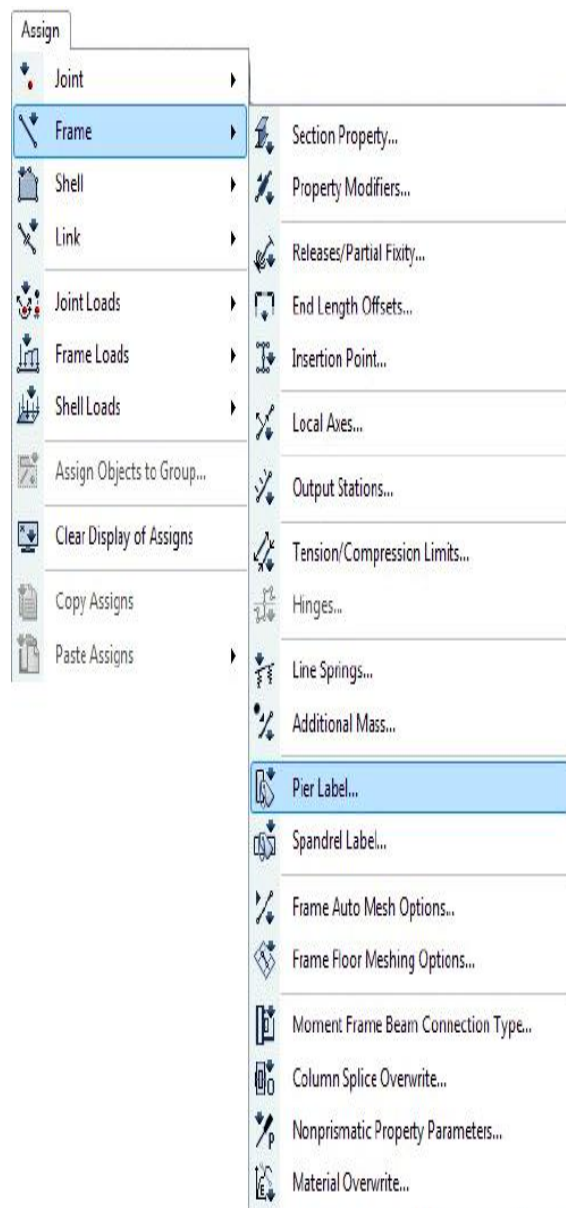 Assign
Joint
Frame
Shell
Link
Joint Loads
Frame Loads
Shell Loads
Assign Objects to Group...
Clear Display of Assigns
Copy Assigns
Paste Assigns
Section Property...
Property Modifiers...
Releases/Partial Fixity...
End Length Offsets...
Insertion Point...
Local Axes...
Output Stations...
Tension/Compression Limits...
Hinges...
Line Springs...
Additional Mass...
Pier Label...
Spandrel Label...
Frame Auto Mesh Options...
Frame Floor Meshing Options...
Moment Frame Beam Connection Type...
Column Splice Overwrite...
Nonprismatic Property Parameters...
Material Overwrite...